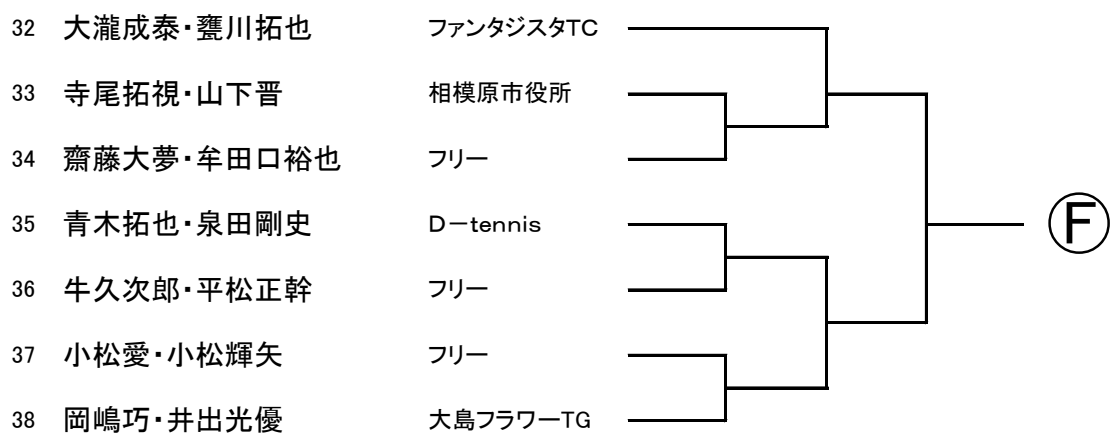 32 大瀧成泰・甕川拓也 ファンタジスタTC
33 寺尾拓視・山下晋 相模原市役所
34 齋藤大夢・牟田口裕也 フリー
35 青木拓也・泉田剛史 D－tennis
36 牛久次郎・平松正幹 フリー
37 小松愛・小松輝矢 フリー
38 岡嶋巧・井出光優 大島フラワーTG
Ⓕ